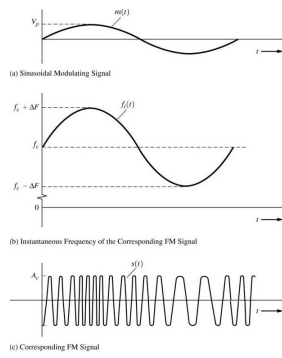 m(t)
V_p
t
(a) Sinusoidal Modulating Signal
f_c + ΔF
f_i(t)
f_c
f_c − ΔF
0
t
(b) Instantaneous Frequency of the Corresponding FM Signal
s(t)
A_c
t
(c) Corresponding FM Signal